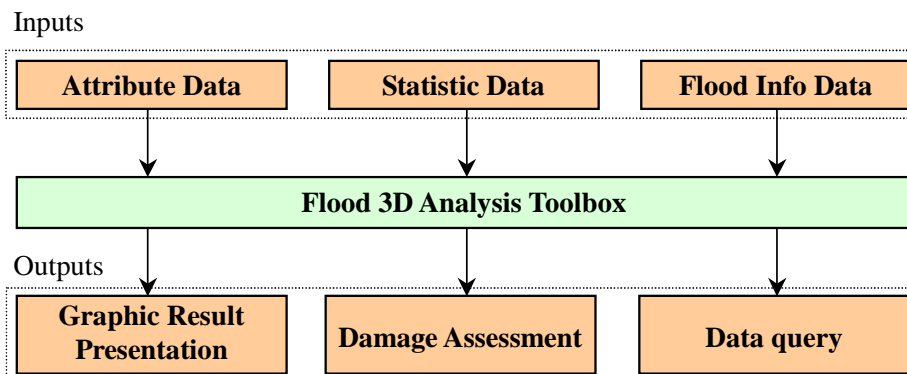 Inputs
Attribute Data
Statistic Data
Flood Info Data
Flood 3D Analysis Toolbox
Outputs
Graphic Result
Presentation
Damage Assessment
Data query